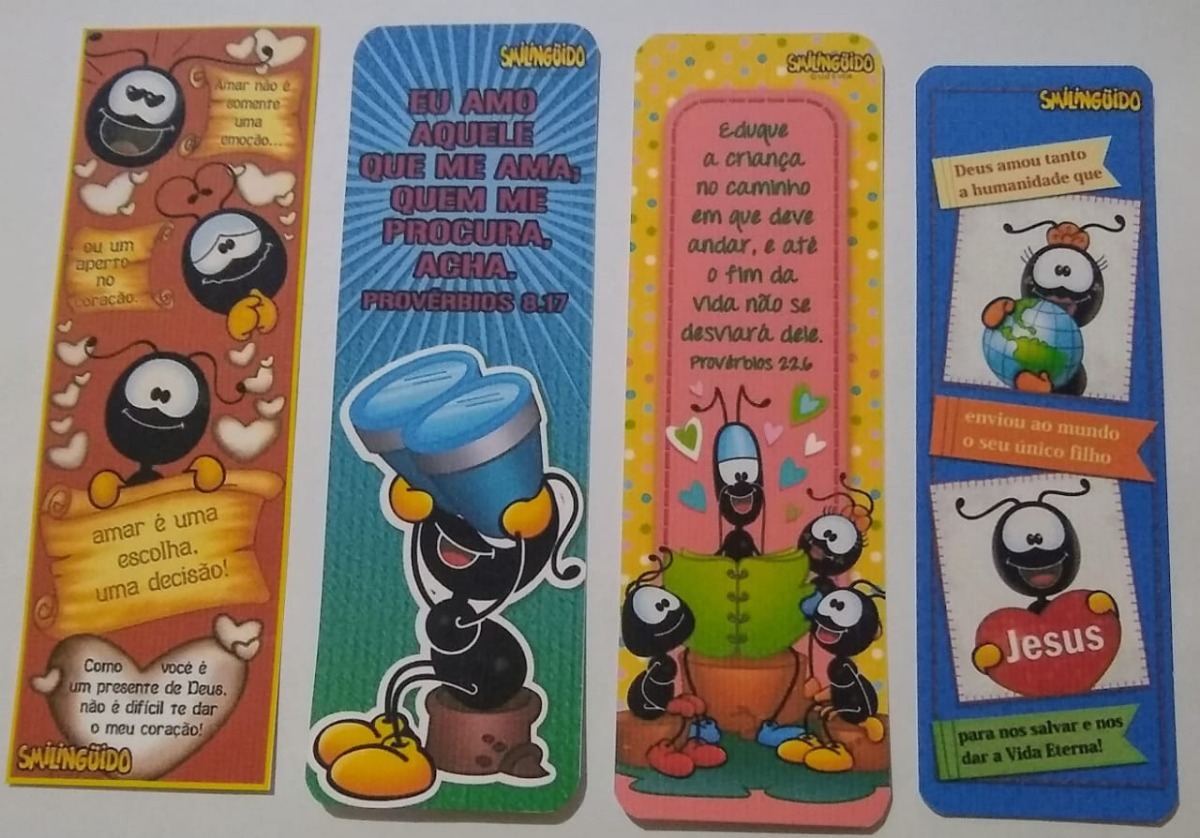 Amar não é
somente
uma
emoção...
ou um
aperto
no
coração.
amar é uma
escolha,
uma decisão!
Como você é
um presente de Deus,
não é difícil te dar
o meu coração!
SMILINGÜIDO
SMILINGÜIDO
EU AMO
AQUELE
QUE ME AMA;
QUEM ME
PROCURA,
ACHA.
PROVÉRBIOS 8.17
SMILINGÜIDO
Eduque
a criança
no caminho
em que deve
andar, e até
o fim da
vida não se
desviará dele.
Provérbios 22.6
SMILINGÜIDO
Deus amou tanto
a humanidade que
enviou ao mundo
o seu único filho
Jesus
para nos salvar e nos
dar a Vida Eterna!